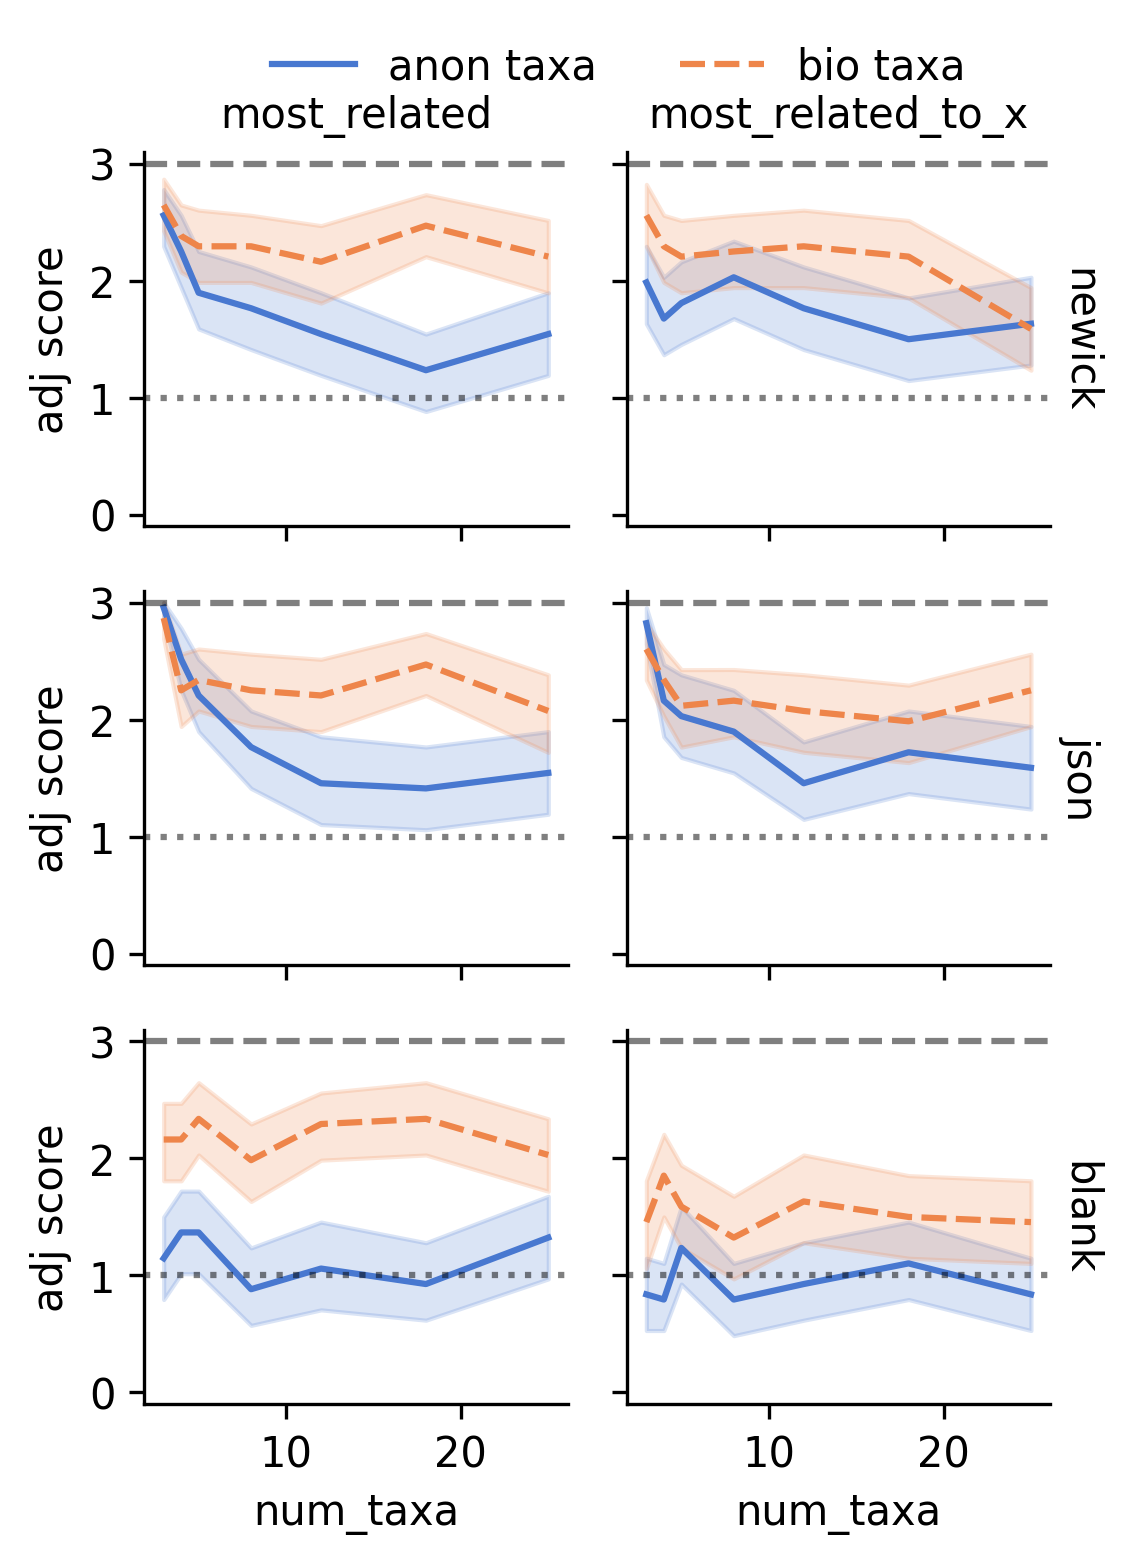 anon taxa bio taxa
most_related most_related_to_x
3
2
1
0
adj score
newick
3
2
1
0
adj score
json
3
2
1
0
adj score
blank
10 20 10 20
num_taxa num_taxa